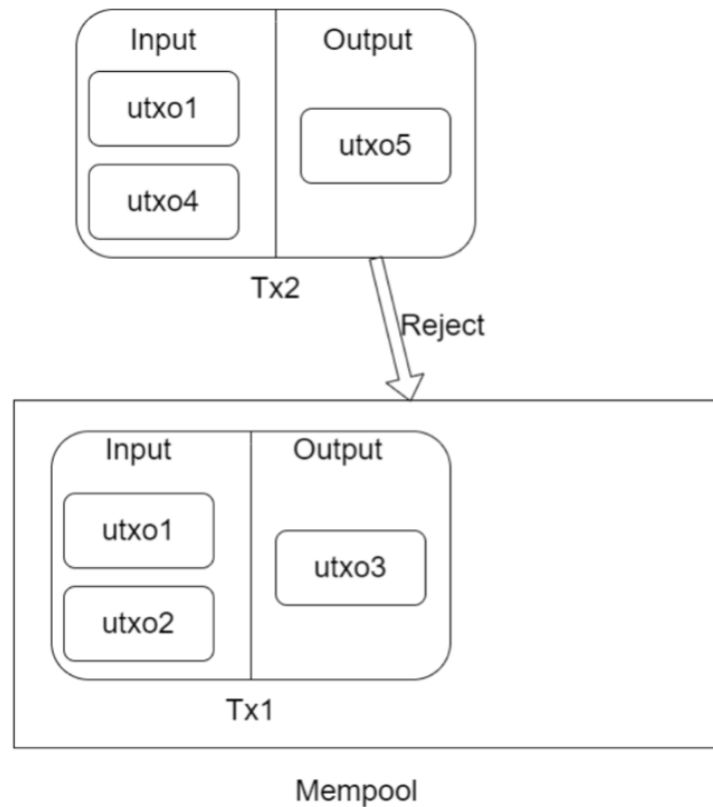 Input
Output
utxo1
utxo5
utxo4
Tx2
Reject
Input
Output
utxo1
utxo3
utxo2
Tx1
Mempool